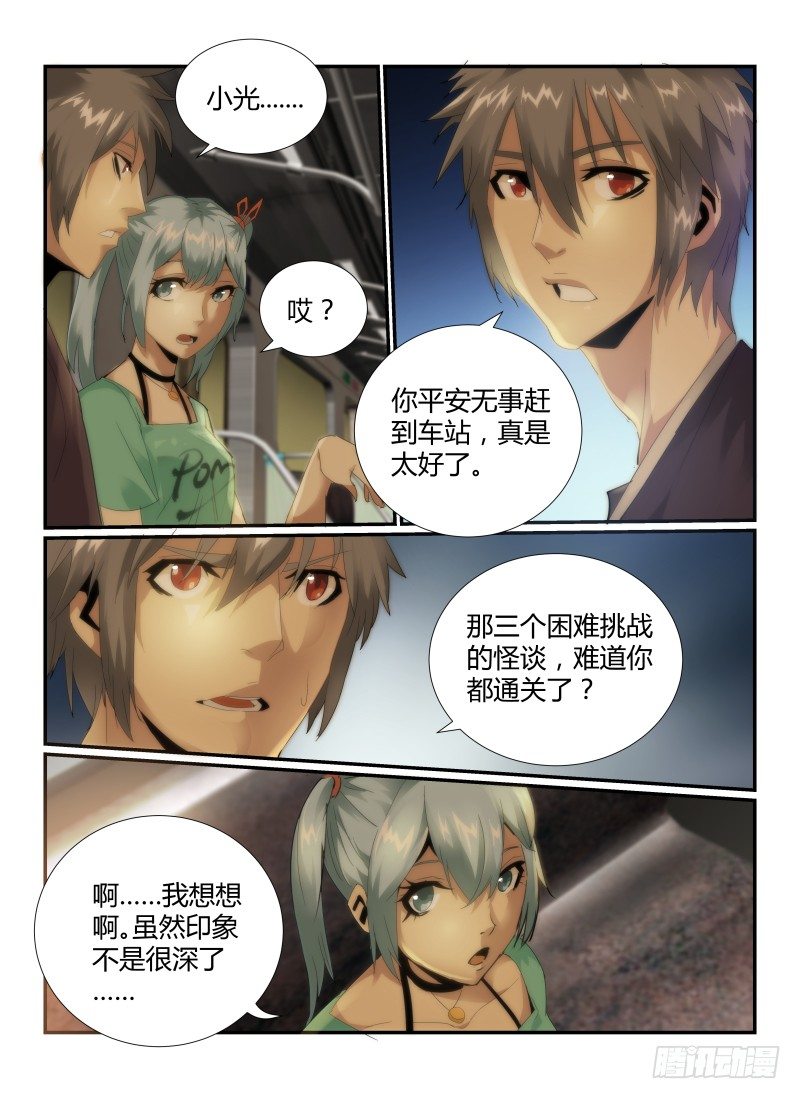 小光.......
哎？
你平安无事赶
到车站，真是
太好了。
Pom
那三个困难挑战
的怪谈，难道你
都通关了？
啊……我想想
啊。虽然印象
不是很深了
……
腾讯动漫